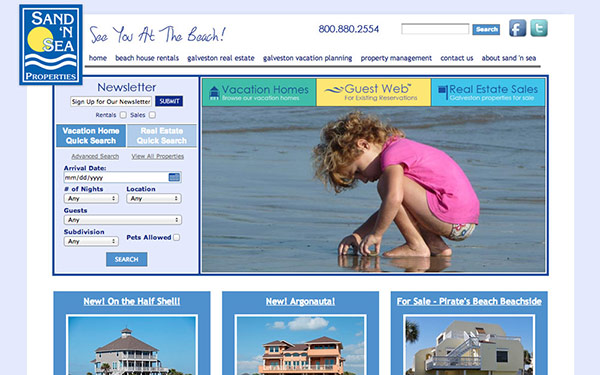 SAND
'N
SEA
PROPERTIES
See You At The Beach!
800.880.2554
Search
f
home beach house rentals galveston real estate galveston vacation planning property management contact us about sand 'n sea
Newsletter
Sign Up for Our Newsletter SUBMIT
Rentals Sales
Vacation Home
Quick Search
Real Estate
Quick Search
Advanced Search View All Properties
Arrival Date:
mm/dd/yyyy
# of Nights Location
Any Any
Guests
Any
Subdivision
Any Pets Allowed
SEARCH
Vacation Homes
Browse our vacation homes
Guest Web™
For Existing Reservations
Real Estate Sales
Galveston properties for sale
New! On the Half Shell!
New! Argonauta!
For Sale - Pirate's Beach Beachside